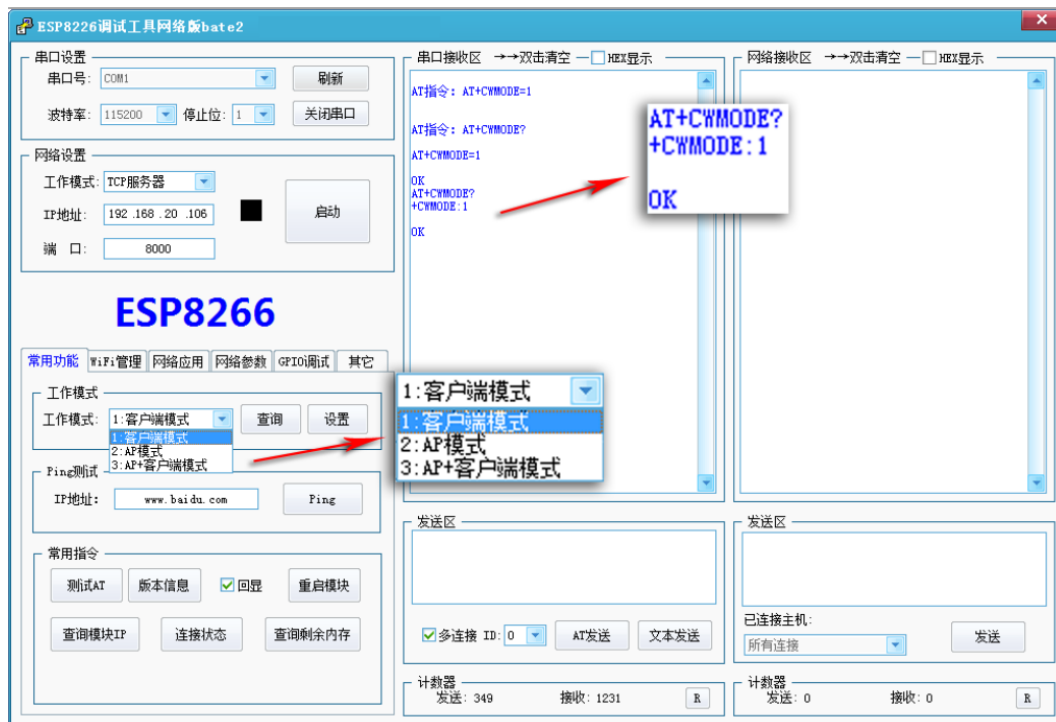 ESP8226调试工具网络版bate2
串口设置
串口号: COM1
刷新
波特率: 115200 停止位: 1
关闭串口
网络设置
工作模式: TCP服务器
IP地址: 192 .168 . 20 .106
启动
端 口: 8000
ESP8266
常用功能 WiFi管理 网络应用 网络参数 GPIO调试 其它
工作模式
工作模式: 1:客户端模式 查询 设置
1:客户端模式
2:AP模式
3:AP+客户端模式
Ping测试
IP地址: www.baidu.com Ping
常用指令
测试AT 版本信息 回显 重启模块
查询模块IP 连接状态 查询剩余内存
串口接收区 →→双击清空 — HEX显示
AT指令: AT+CWMODE=1
AT指令: AT+CWMODE?
AT+CWMODE=1
OK
AT+CWMODE?
+CWMODE:1
OK
AT+CWMODE?
+CWMODE:1
OK
1:客户端模式
1:客户端模式
2:AP模式
3:AP+客户端模式
发送区
多连接 ID: 0 AT发送 文本发送
计数器
发送: 349 接收: 1231 R
网络接收区 →→双击清空 — HEX显示
发送区
已连接主机:
所有连接 发送
计数器
发送: 0 接收: 0 R